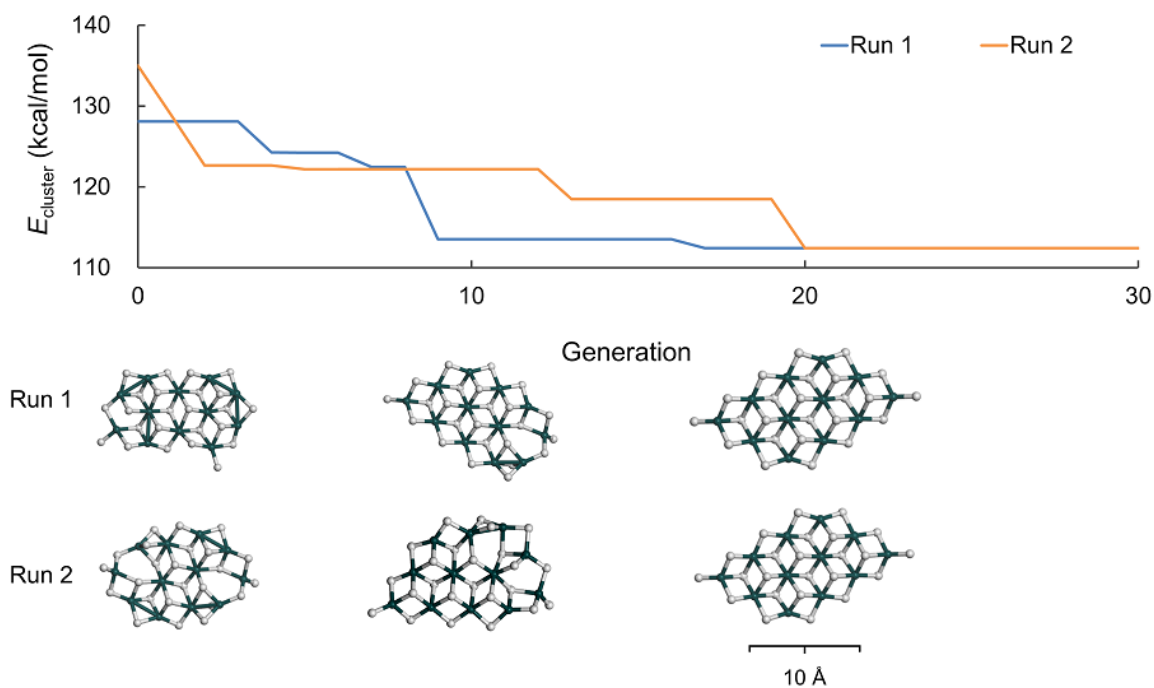 140
Run 1
Run 2
130
120
110
E_cluster (kcal/mol)
0
10
20
30
Generation
Run 1
Run 2
10 Å